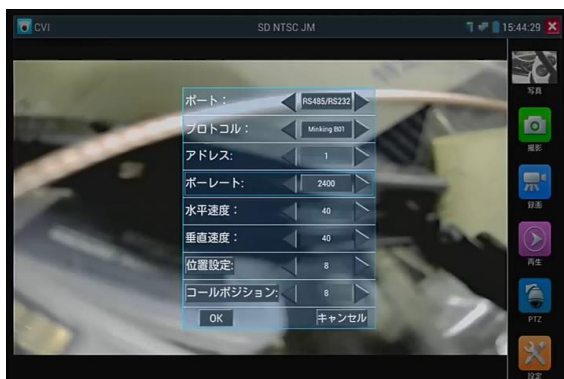 CVI SD NTSC JM 15:44:29
ポート： RS485/RS232
プロトコル： Minking B01
アドレス: 1
ボーレート: 2400
水平速度： 40
垂直速度： 40
位置設定: 8
コールポジション: 8
OK キャンセル
写真
撮影
録画
再生
PTZ
設定